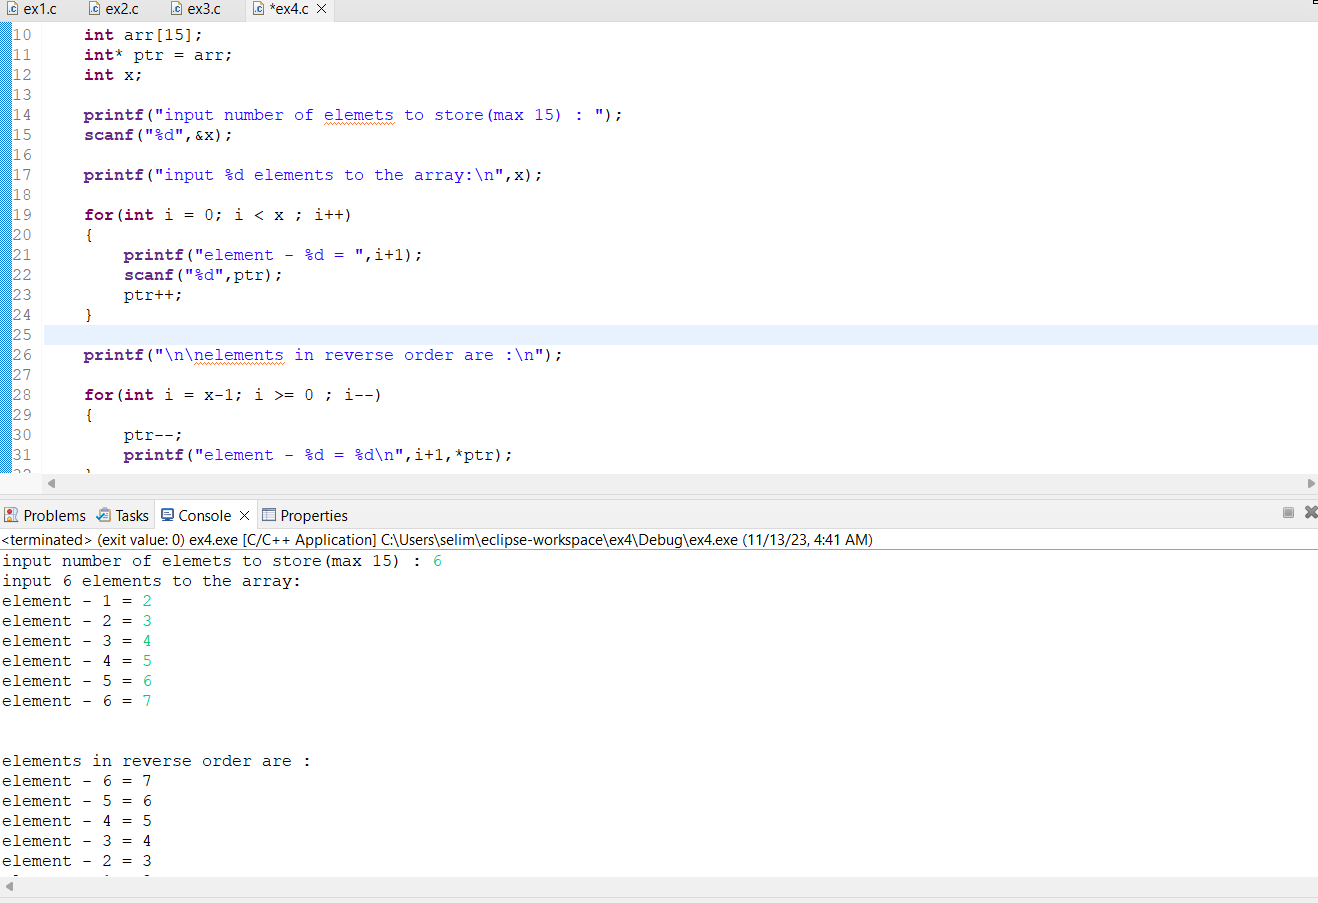 ex1.c ex2.c ex3.c *ex4.c
10 int arr[15];
11 int* ptr = arr;
12 int x;
13
14 printf("input number of elemets to store(max 15) : ");
15 scanf("%d",&x);
16
17 printf("input %d elements to the array:\n",x);
18
19 for(int i = 0; i < x ; i++)
20 {
21 printf("element - %d = ",i+1);
22 scanf("%d",ptr);
23 ptr++;
24 }
25
26 printf("\n\nelements in reverse order are :\n");
27
28 for(int i = x-1; i >= 0 ; i--)
29 {
30 ptr--;
31 printf("element - %d = %d\n",i+1,*ptr);
Problems Tasks Console Properties
<terminated> (exit value: 0) ex4.exe [C/C++ Application] C:\Users\selim\eclipse-workspace\ex4\Debug\ex4.exe (11/13/23, 4:41 AM)
input number of elemets to store(max 15) : 6
input 6 elements to the array:
element - 1 = 2
element - 2 = 3
element - 3 = 4
element - 4 = 5
element - 5 = 6
element - 6 = 7
elements in reverse order are :
element - 6 = 7
element - 5 = 6
element - 4 = 5
element - 3 = 4
element - 2 = 3